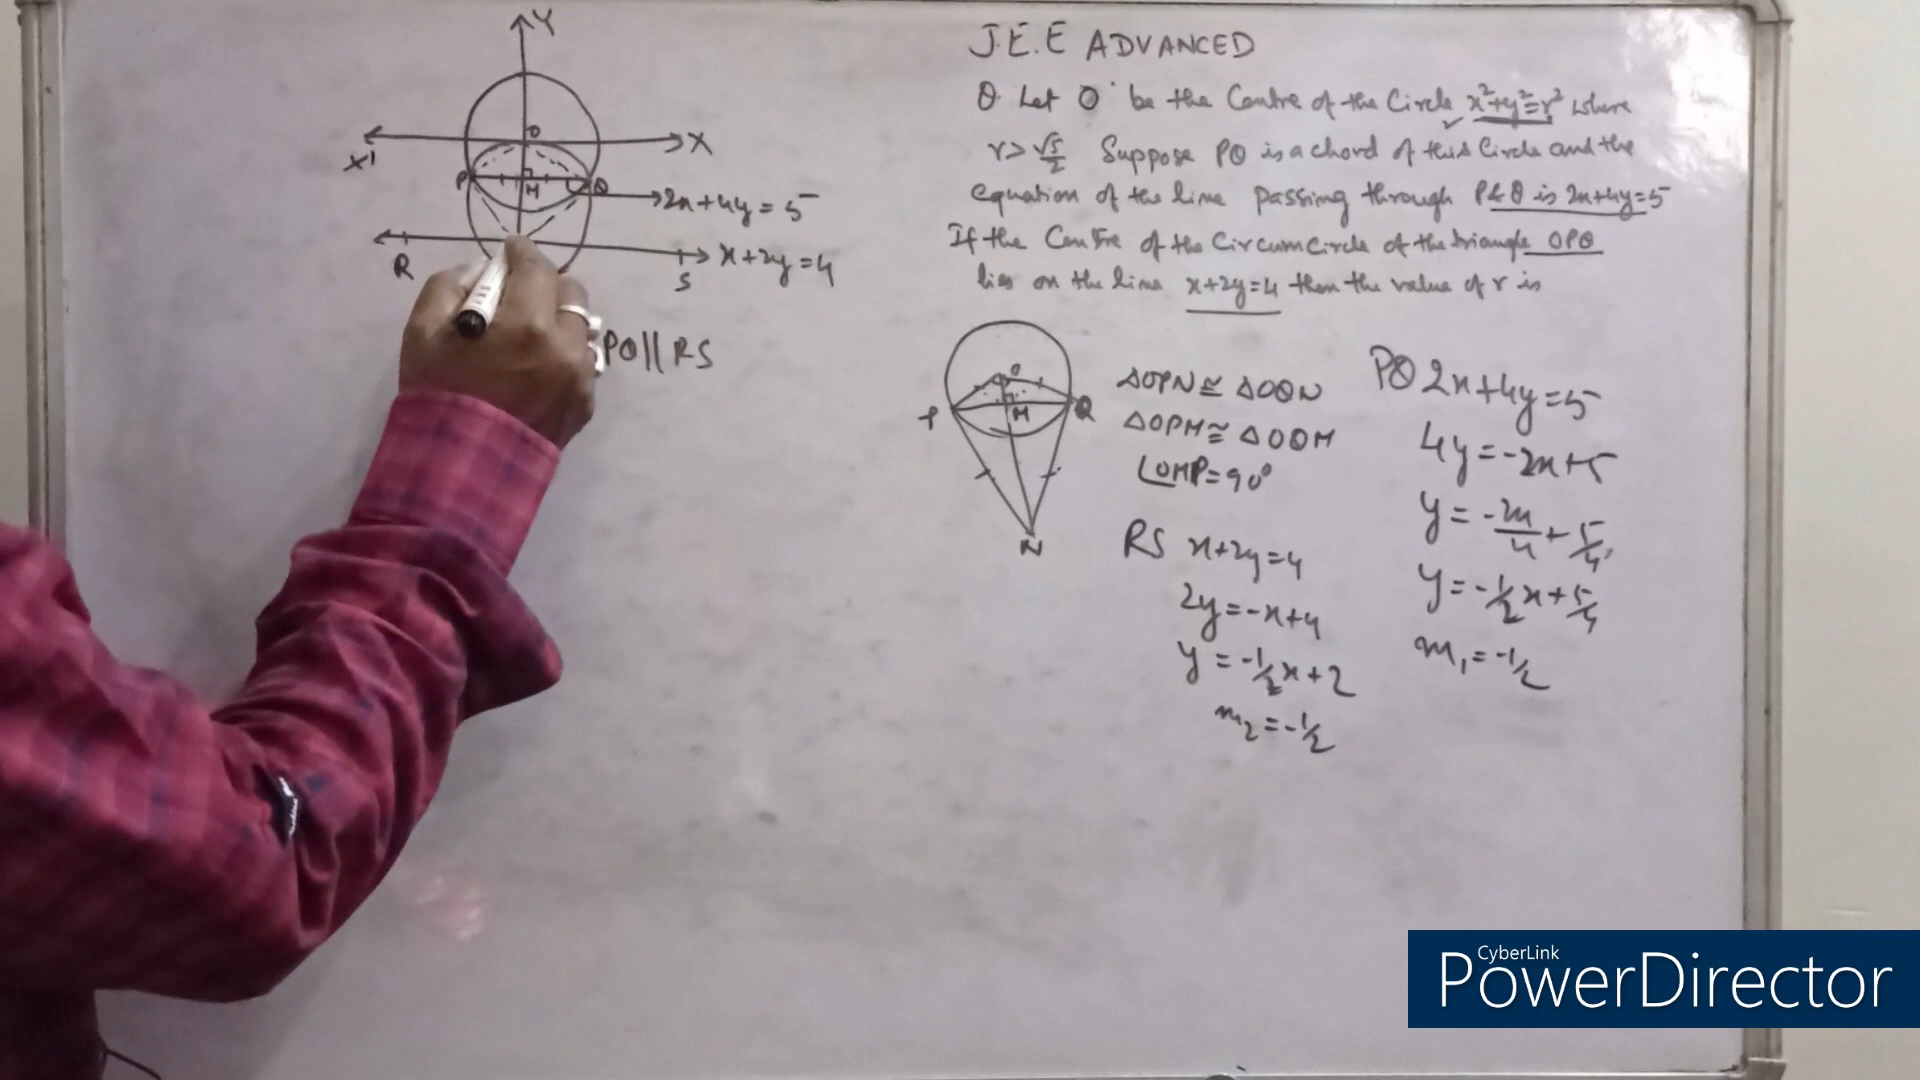 Y
O
X' X
P M Q
2x+4y=5
R S x+2y=4
PQ||RS
J.E.E ADVANCED
Q. Let O be the Centre of the Circle x²+y²=r² where
r>√5/2 Suppose PQ is a chord of this Circle and the
equation of the line passing through P&Q is 2x+4y=5
If the Centre of the Circumcircle of the triangle OPQ
lies on the line x+2y=4 then the value of r is
O
P M Q
N
△OPN≅△OQN
△OPM≅△OQM
∠OMP=90°
RS x+2y=4
2y=-x+4
y=-1/2x+2
m₂=-1/2
PQ 2x+4y=5
4y=-2x+5
y=-2x/4+5/4
y=-1/2x+5/4
m₁=-1/2
CyberLink
PowerDirector